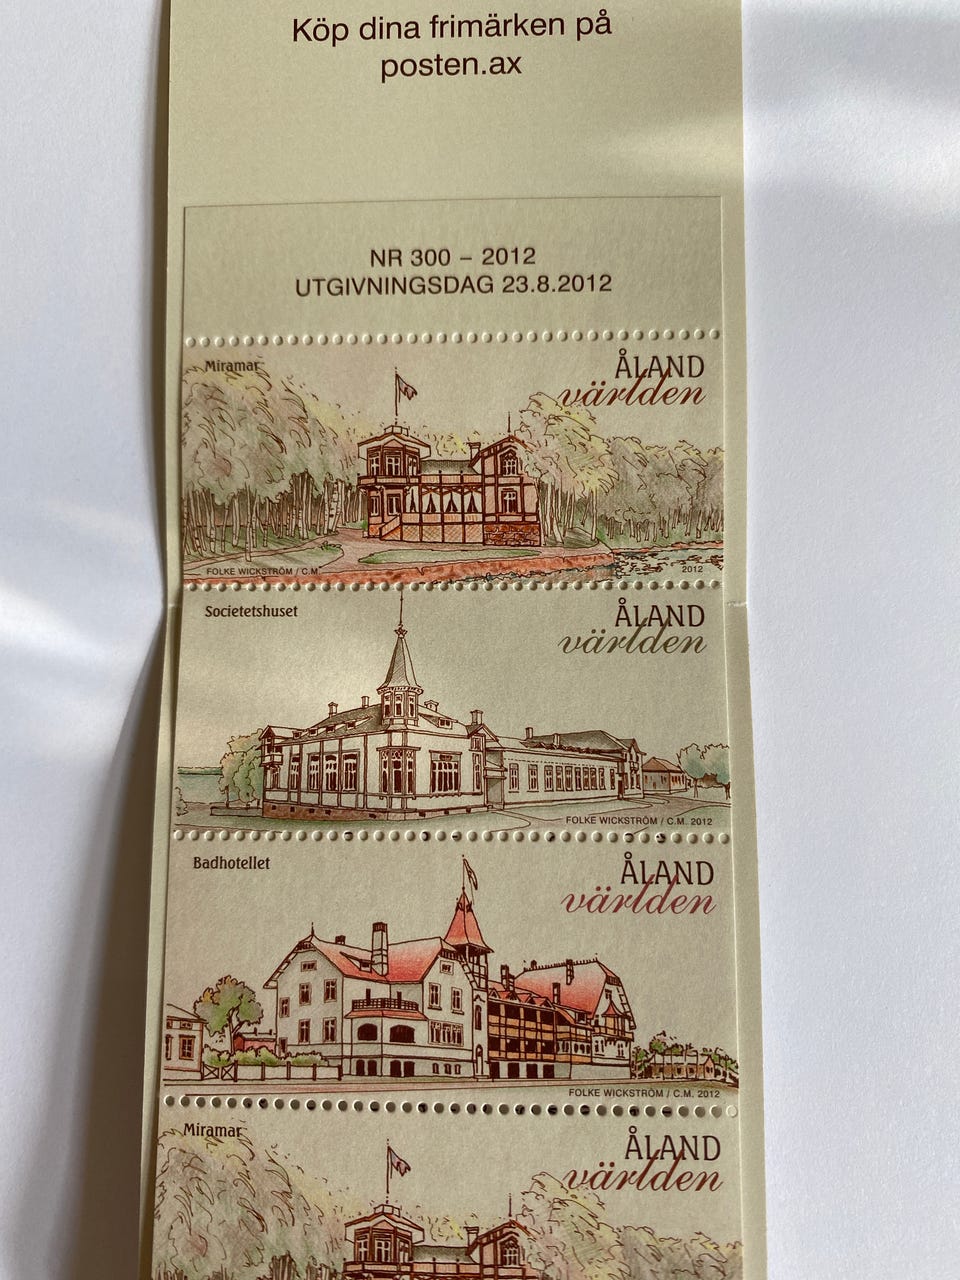 Köp dina frimärken på
posten.ax
NR 300 – 2012
UTGIVNINGSDAG 23.8.2012
Miramar
ÅLAND
världen
FOLKE WICKSTRÖM / C.M.
2012
Societetshuset
ÅLAND
världen
FOLKE WICKSTRÖM / C.M. 2012
Badhotellet
ÅLAND
världen
FOLKE WICKSTRÖM / C.M. 2012
Miramar
ÅLAND
världen